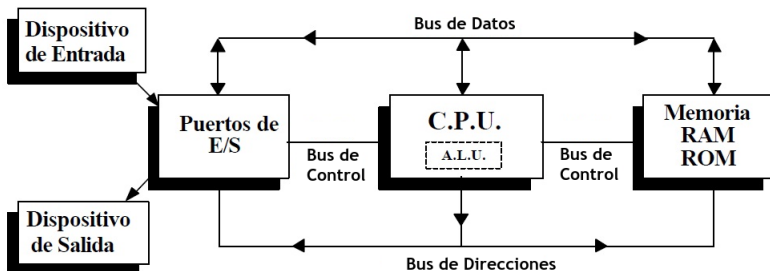 Bus de Datos
Dispositivo
de Entrada
Puertos de
E/S
Bus de
Control
C.P.U.
A.L.U.
Bus de
Control
Memoria
RAM
ROM
Dispositivo
de Salida
Bus de Direcciones